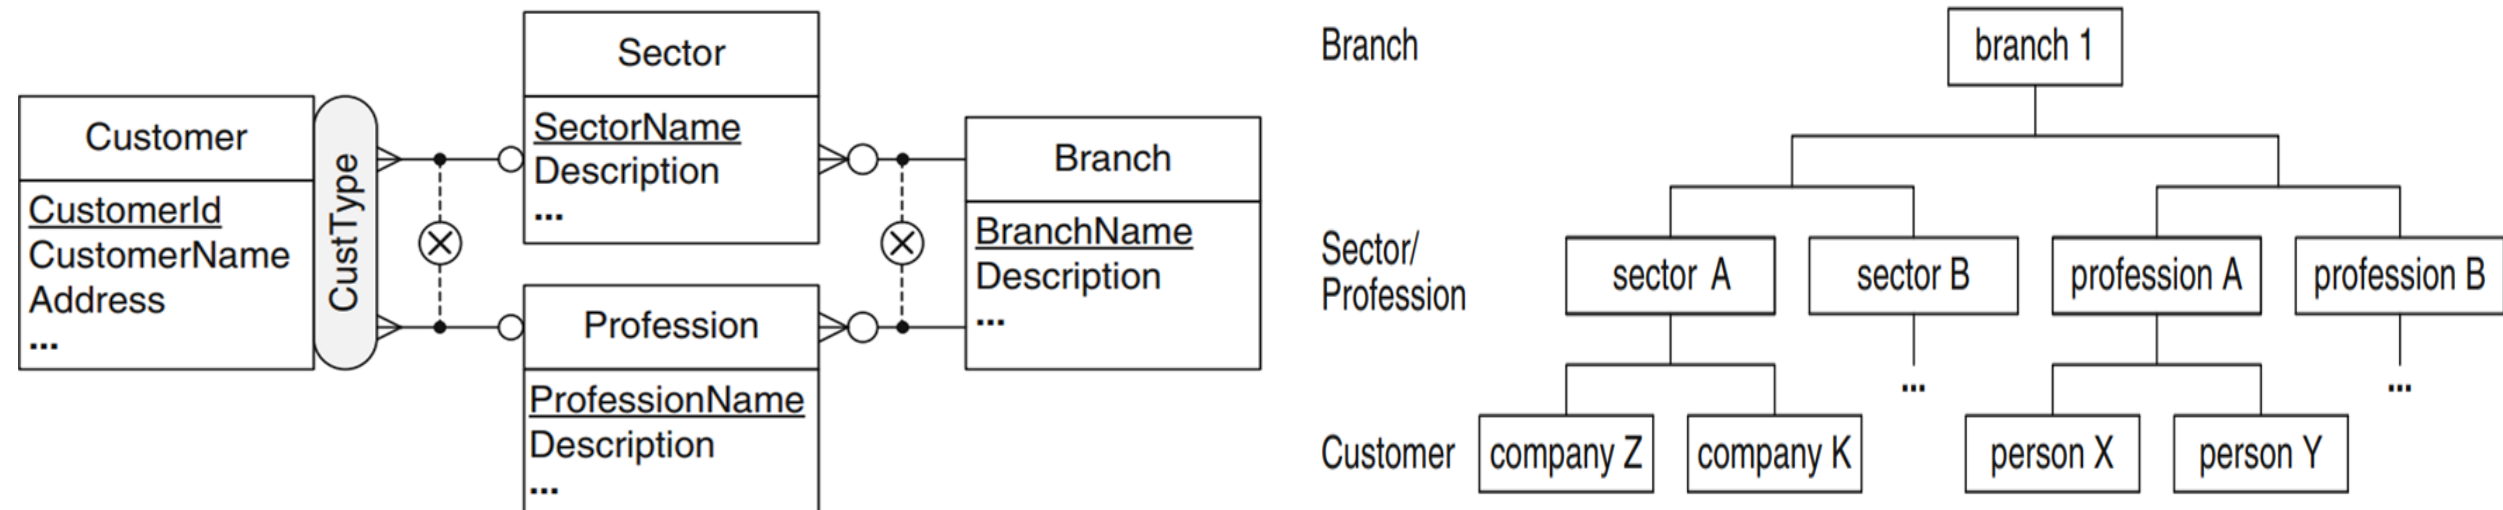 Customer
CustomerId
CustomerName
Address
...
CustType
Sector
SectorName
Description
...
Profession
ProfessionName
Description
...
Branch
BranchName
Description
...
Branch
branch 1
Sector/
Profession
sector A
sector B
profession A
profession B
...
...
Customer
company Z
company K
person X
person Y